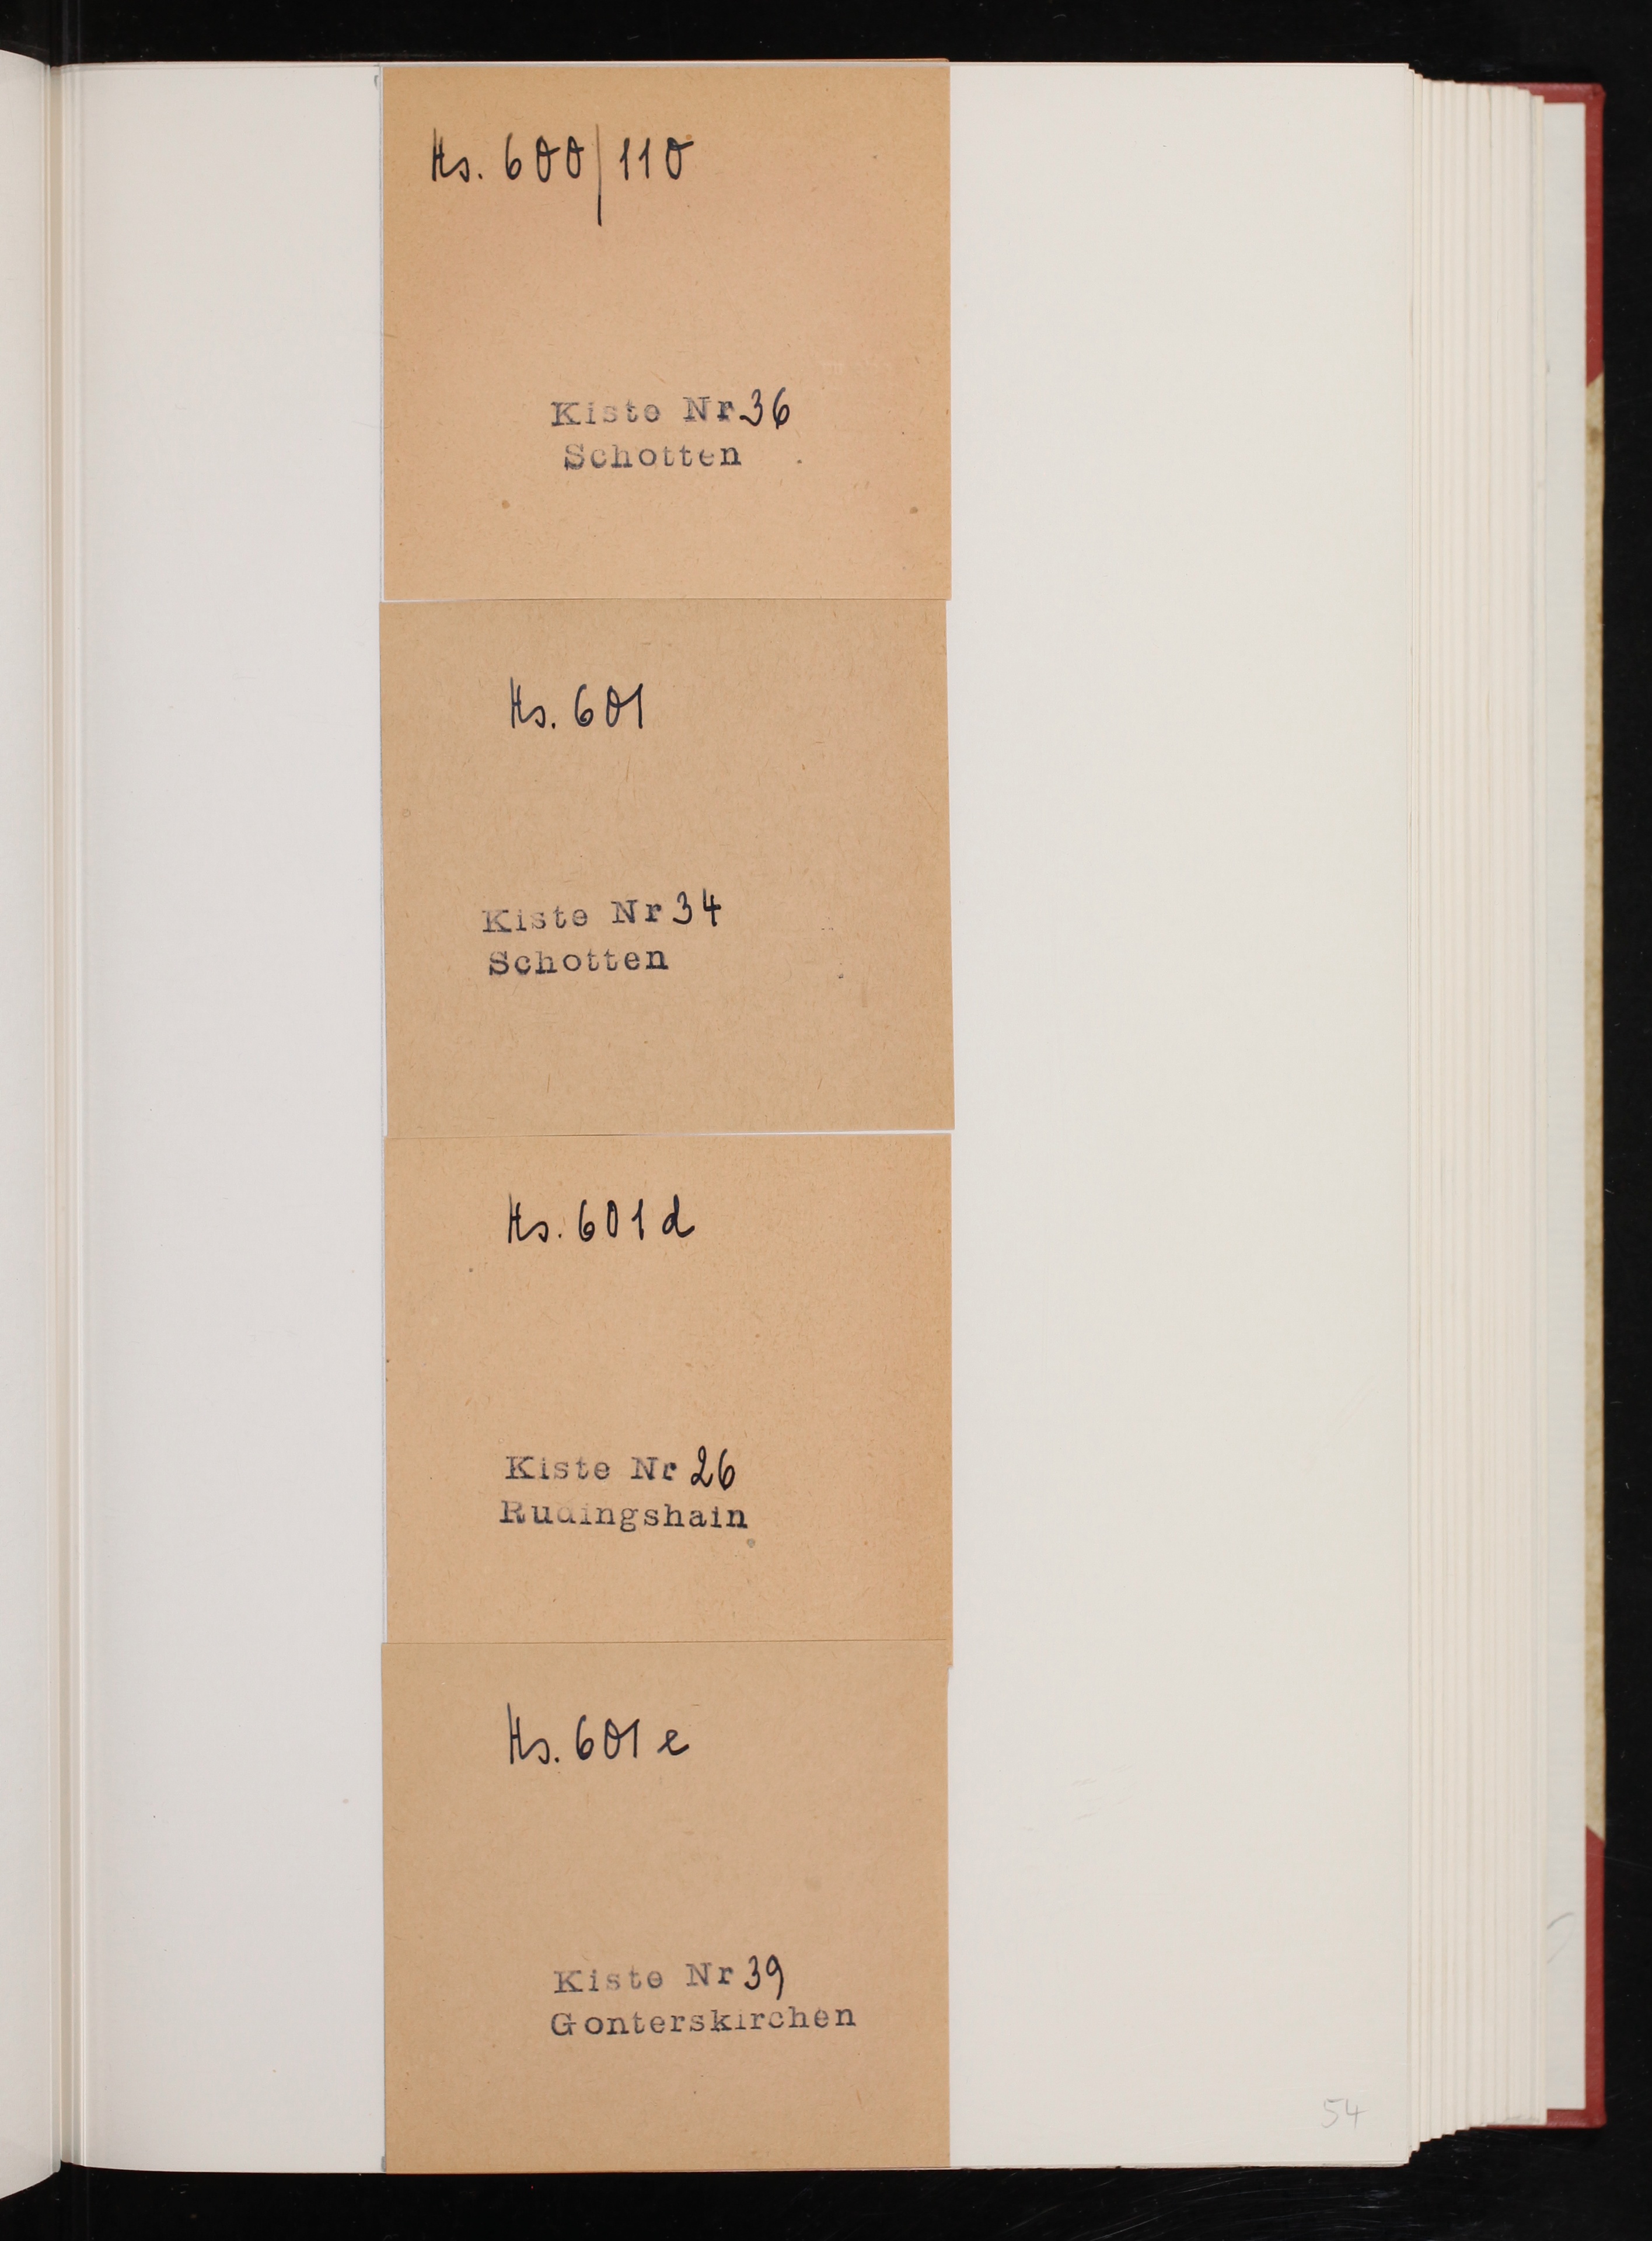 Hs. 600/110
Kiste Nr 36
Schotten
Hs. 601
Kiste Nr 34
Schotten
Hs. 601 d
Kiste Nr 26
Rudingshain
Hs. 601 e
Kiste Nr 39
Gonterskirchen
54